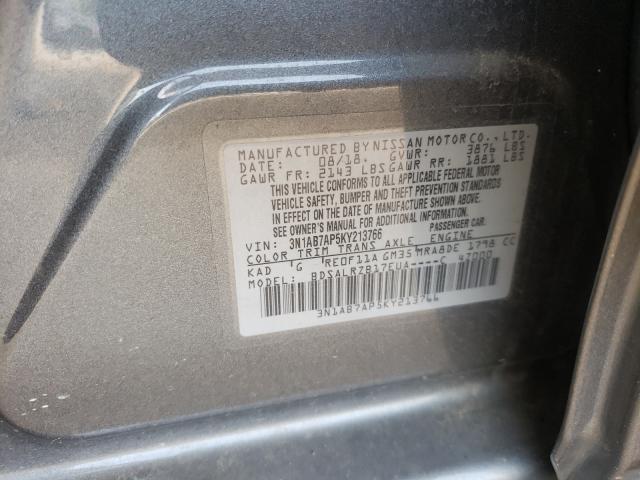 MANUFACTURED BY NISSAN MOTOR CO., LTD.
DATE: 08/18. GVWR: 3876 LBS
GAWR FR: 2143 LBS GAWR RR: 1881 LBS
THIS VEHICLE CONFORMS TO ALL APPLICABLE FEDERAL MOTOR
VEHICLE SAFETY, BUMPER AND THEFT PREVENTION STANDARDS
IN EFFECT ON THE DATE OF MANUFACTURE SHOWN ABOVE.
SEE OWNER'S MANUAL FOR ADDITIONAL INFORMATION.
VIN: 3N1AB7AP5KY213766 PASSENGER CAR.
COLOR TRIM TRANS AXLE ENGINE
KAD G RE0F11A GM35 MRA8DE 1798 CC
MODEL: BDSALRZB17EUA----C 47000
3N1AB7AP5KY213766